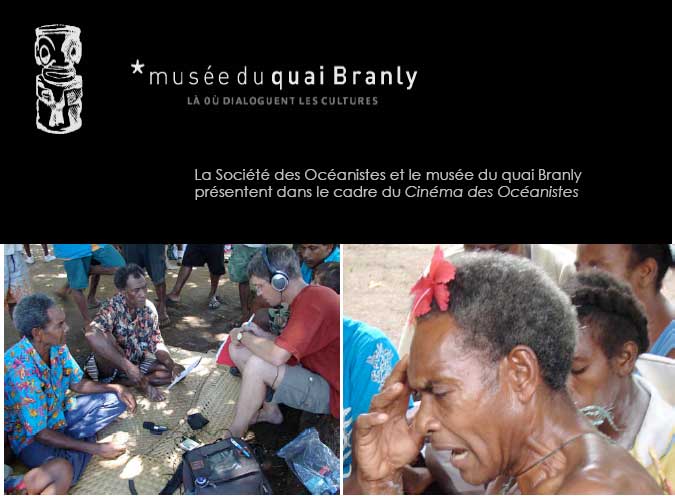 *musée du quai Branly
LÀ OÙ DIALOGUENT LES CULTURES
La Société des Océanistes et le musée du quai Branly
présentent dans le cadre du Cinéma des Océanistes